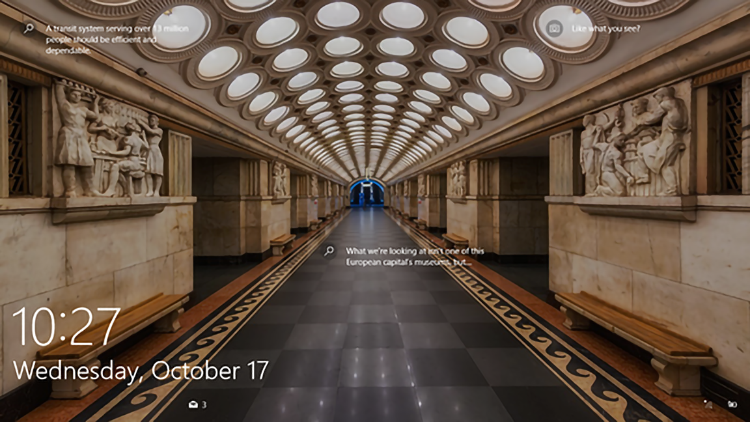 A transit system serving over 13 million
people should be efficient and
dependable.
Like what you see?
What we're looking at isn't one of this
European capital's museums, but...
10:27
Wednesday, October 17
3